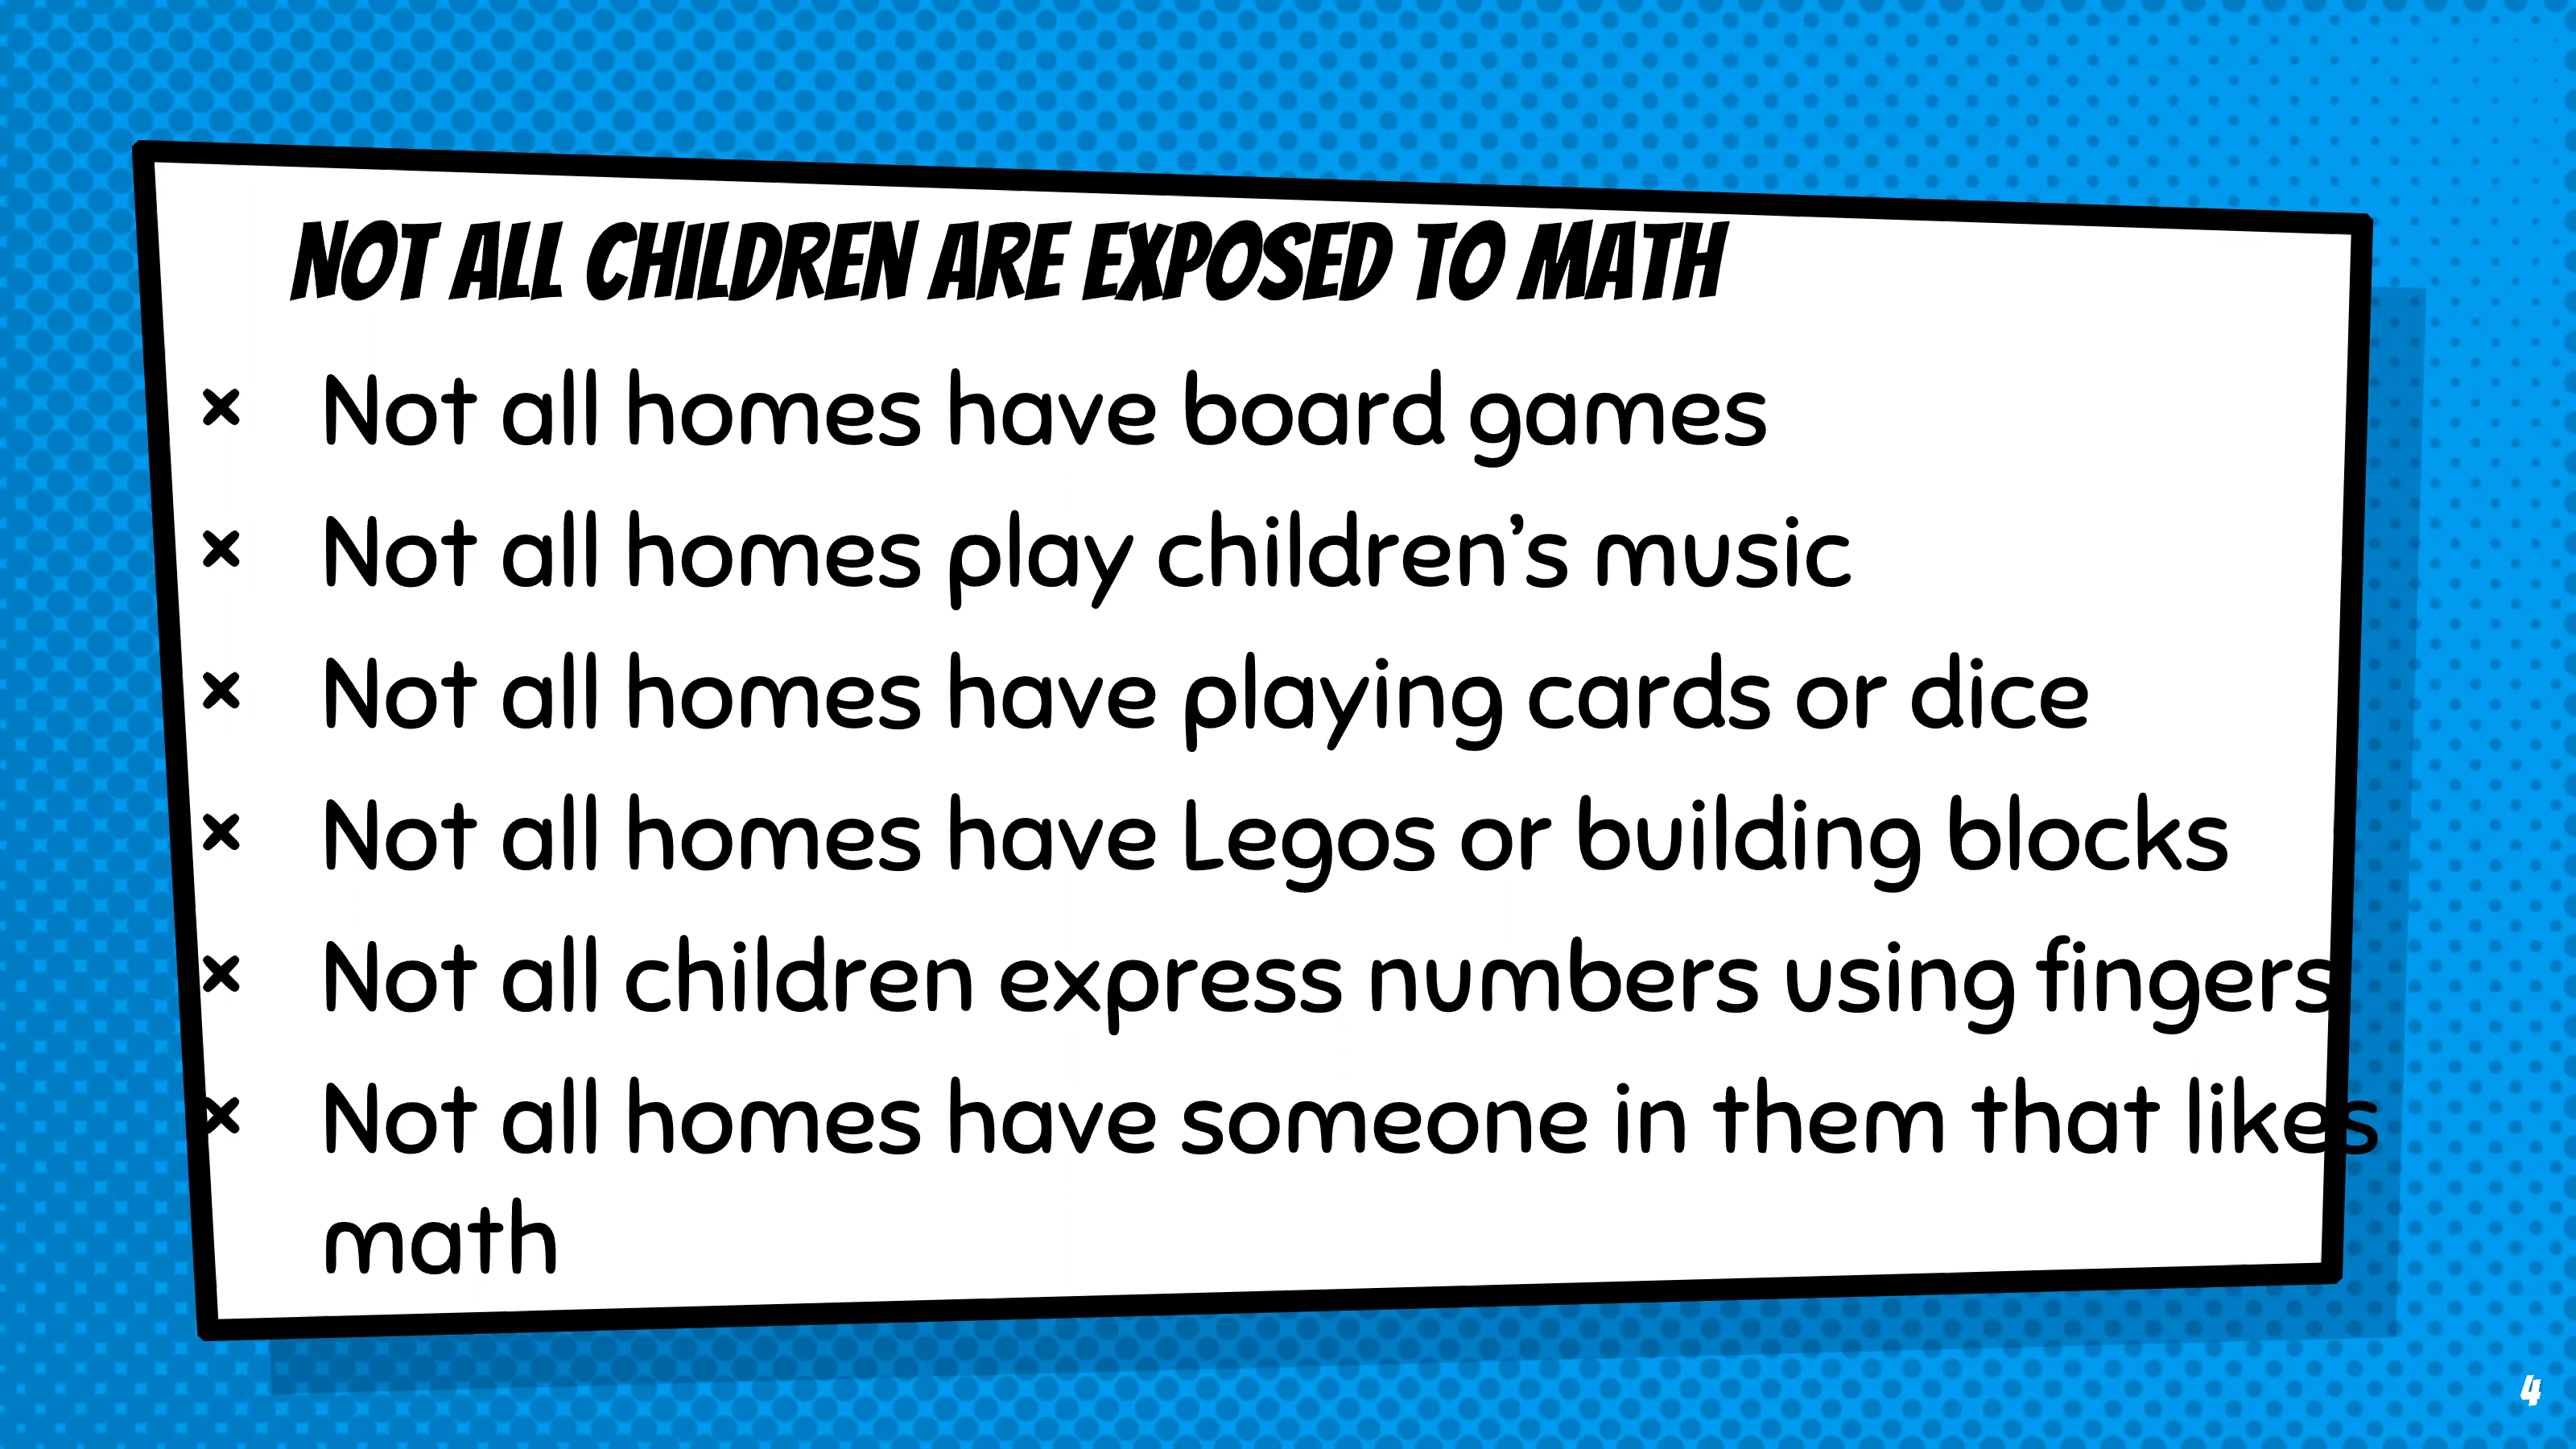 NOT ALL CHILDREN ARE EXPOSED TO MATH
× Not all homes have board games
× Not all homes play children’s music
× Not all homes have playing cards or dice
× Not all homes have Legos or building blocks
× Not all children express numbers using fingers
× Not all homes have someone in them that likes
math
4